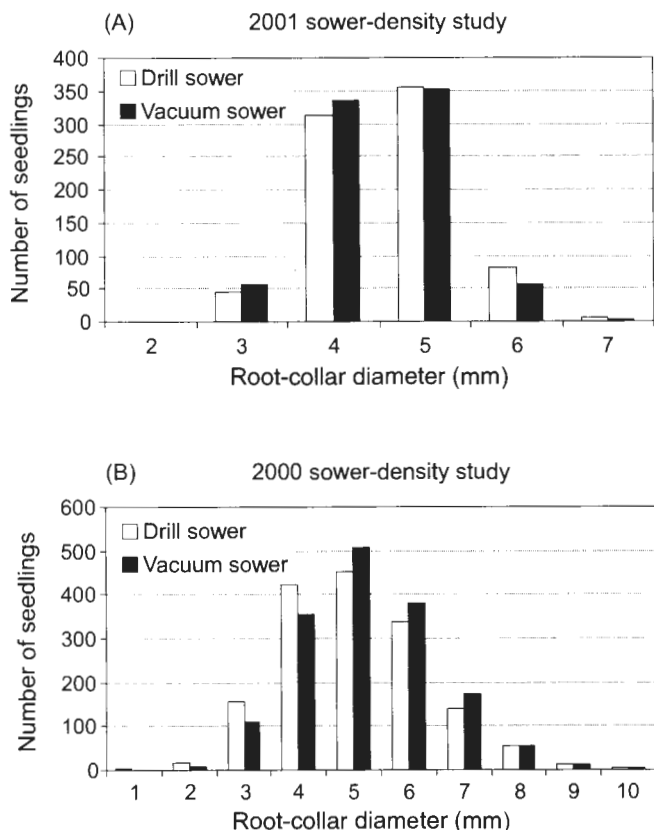 (A) 2001 sower-density study
400
350
300
250
200
150
100
50
0
Drill sower
Vacuum sower
Number of seedlings
2 3 4 5 6 7
Root-collar diameter (mm)
(B) 2000 sower-density study
600
500
400
300
200
100
0
Drill sower
Vacuum sower
Number of seedlings
1 2 3 4 5 6 7 8 9 10
Root-collar diameter (mm)